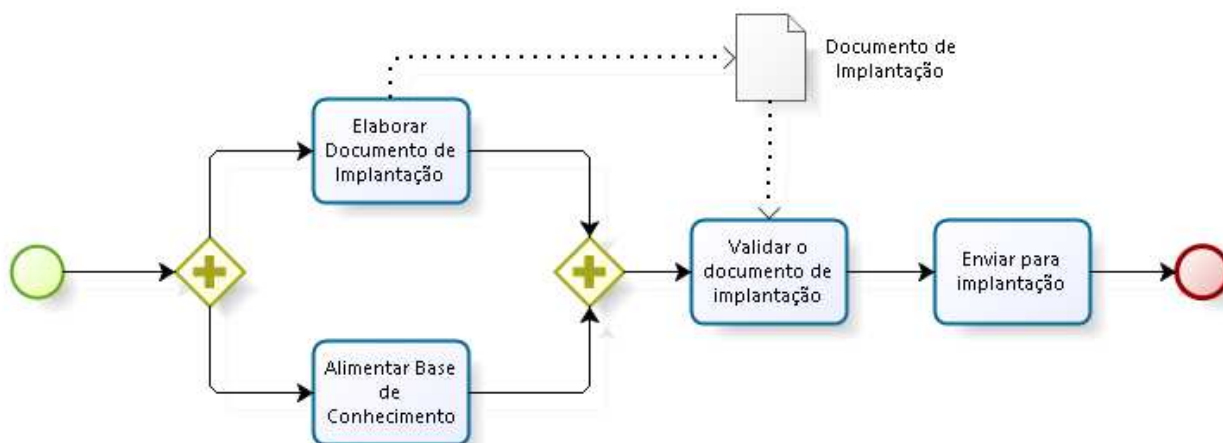 Documento de
Implantação
Elaborar
Documento de
Implantação
Validar o
documento de
implantação
Enviar para
implantação
Alimentar Base
de
Conhecimento